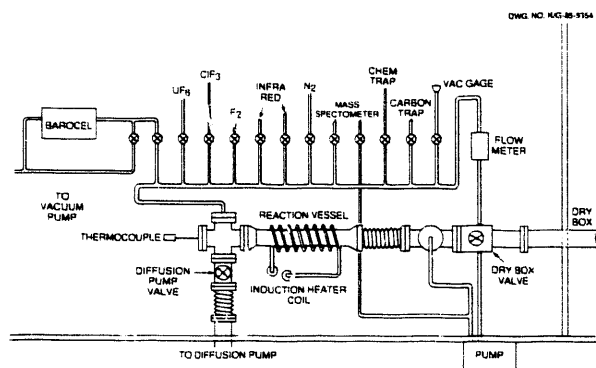 DWG. NO. K/G-85-9154
CHEM
TRAP
ClF3
UF6
F2
INFRA
RED
N2
MASS
SPECTOMETER
CARBON
TRAP
VAC GAGE
BAROCEL
FLOW
METER
TO
VACUUM
PUMP
REACTION VESSEL
DRY
BOX
THERMOCOUPLE
DIFFUSION
PUMP
VALVE
INDUCTION HEATER
COIL
DRY BOX
VALVE
TO DIFFUSION PUMP
PUMP